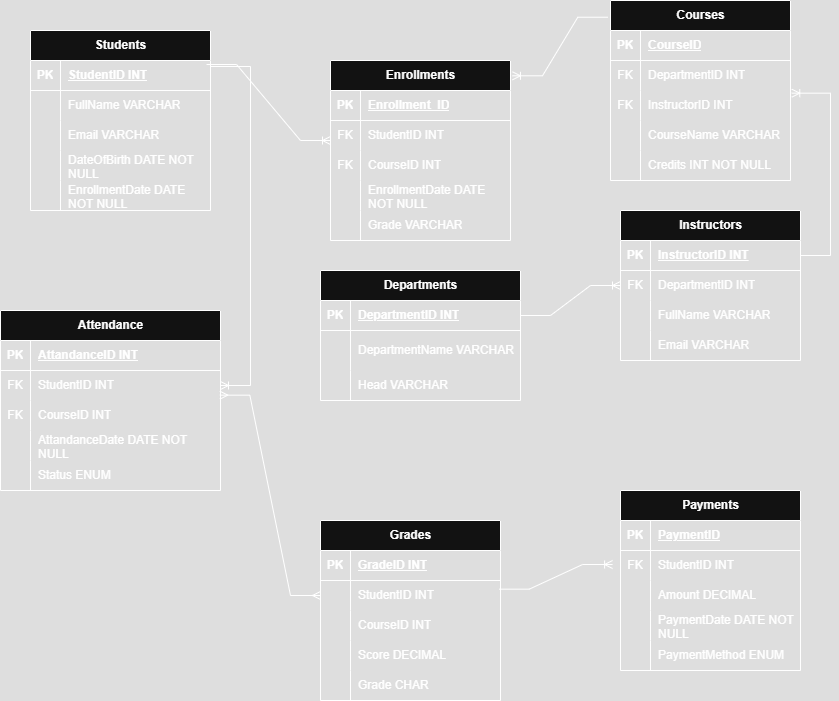 Students
PK StudentID INT
FullName VARCHAR
Email VARCHAR
DateOfBirth DATE NOT
NULL
EnrollmentDate DATE
NOT NULL
Enrollments
PK Enrollment_ID
FK StudentID INT
FK CourseID INT
EnrollmentDate DATE
NOT NULL
Grade VARCHAR
Courses
PK CourseID
FK DepartmentID INT
FK InstructorID INT
CourseName VARCHAR
Credits INT NOT NULL
Instructors
PK InstructorID INT
FK DepartmentID INT
FullName VARCHAR
Email VARCHAR
Departments
PK DepartmentID INT
DepartmentName VARCHAR
Head VARCHAR
Attendance
PK AttandanceID INT
FK StudentID INT
FK CourseID INT
AttandanceDate DATE NOT
NULL
Status ENUM
Grades
PK GradeID INT
StudentID INT
CourseID INT
Score DECIMAL
Grade CHAR
Payments
PK PaymentID
FK StudentID INT
Amount DECIMAL
PaymentDate DATE NOT
NULL
PaymentMethod ENUM